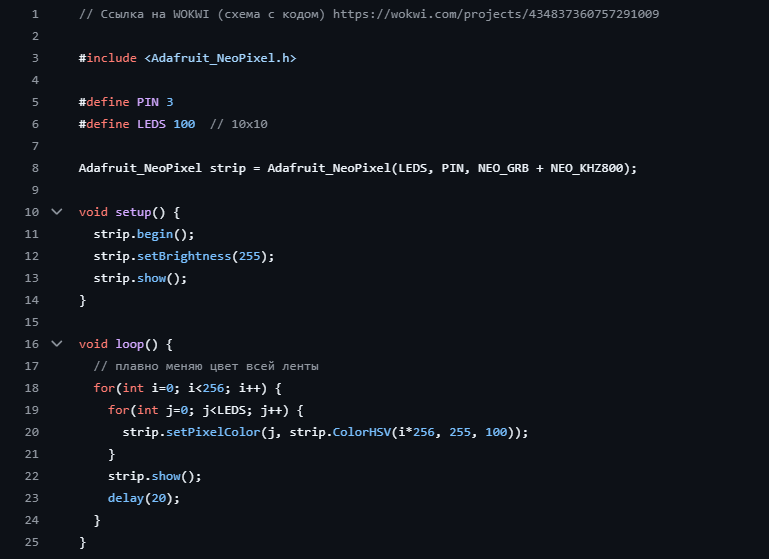 1 // Ссылка на WOKWI (схема с кодом) https://wokwi.com/projects/434837360757291009
2
3 #include <Adafruit_NeoPixel.h>
4
5 #define PIN 3
6 #define LEDS 100  // 10x10
7
8 Adafruit_NeoPixel strip = Adafruit_NeoPixel(LEDS, PIN, NEO_GRB + NEO_KHZ800);
9
10 void setup() {
11   strip.begin();
12   strip.setBrightness(255);
13   strip.show();
14 }
15
16 void loop() {
17   // плавно меняю цвет всей ленты
18   for(int i=0; i<256; i++) {
19     for(int j=0; j<LEDS; j++) {
20       strip.setPixelColor(j, strip.ColorHSV(i*256, 255, 100));
21     }
22     strip.show();
23     delay(20);
24   }
25 }